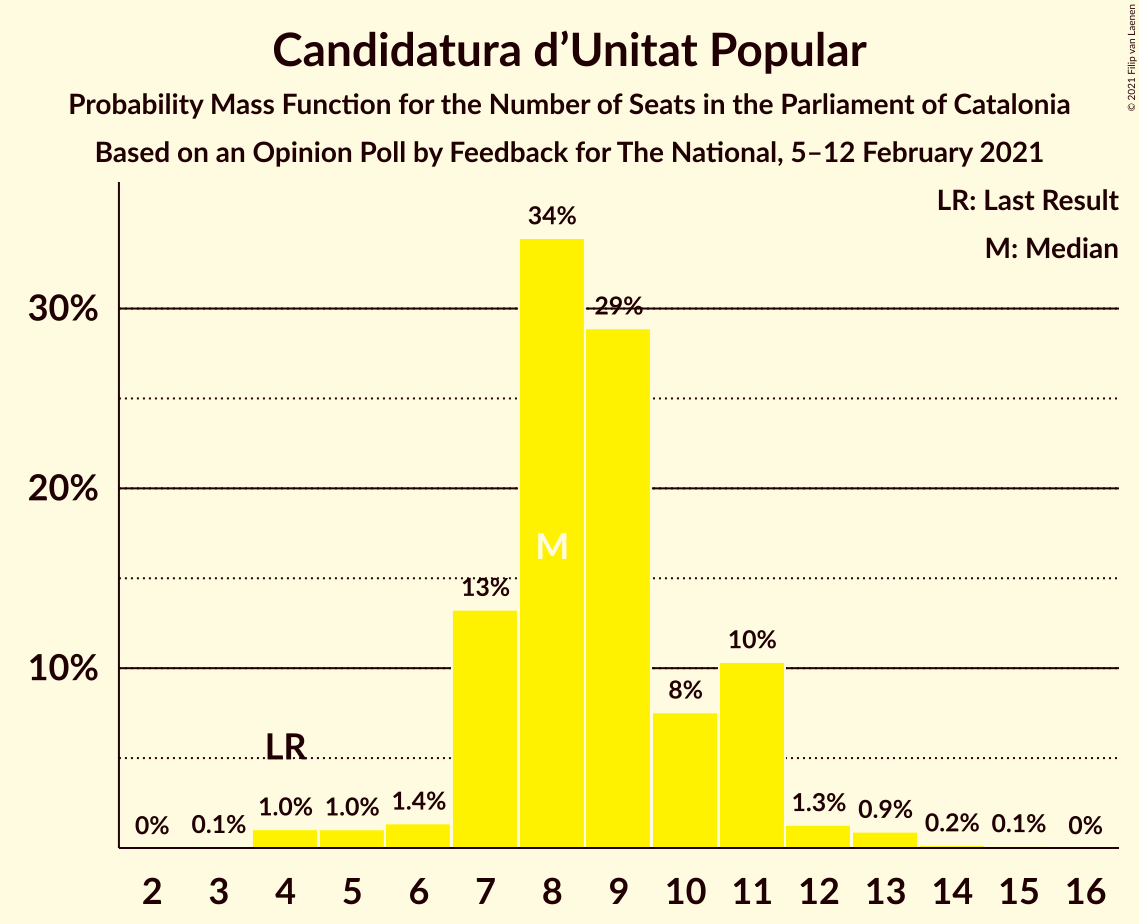 Candidatura d’Unitat Popular
Probability Mass Function for the Number of Seats in the Parliament of Catalonia
Based on an Opinion Poll by Feedback for The National, 5–12 February 2021
© 2021 Filip van Laenen
LR: Last Result
M: Median
34%
30%
29%
20%
M
13%
10%
10%
8%
LR
0%
0.1%
1.0%
1.0%
1.4%
1.3%
0.9%
0.2%
0.1%
0%
2 3 4 5 6 7 8 9 10 11 12 13 14 15 16